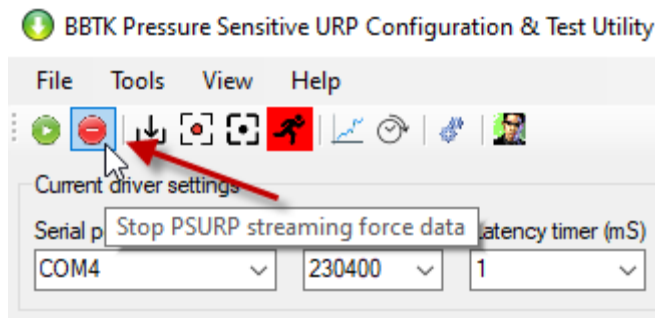 BBTK Pressure Sensitive URP Configuration & Test Utility
File Tools View Help
Current driver settings
Stop PSURP streaming force data
Serial p Latency timer (mS)
COM4 230400 1